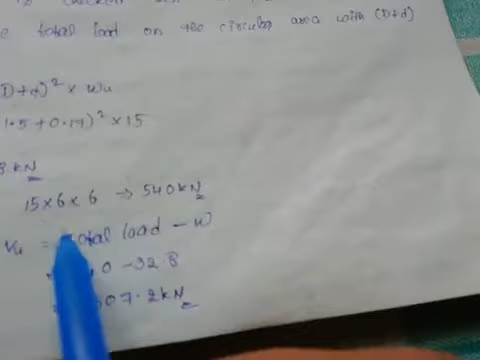 total load on the circular area with (D+d)
D+d)² × Wu
1.5+0.14)² × 15
8 kN
15×6×6 → 540 kN
Vu = total load - W
0 - 32.8
07.2 kN